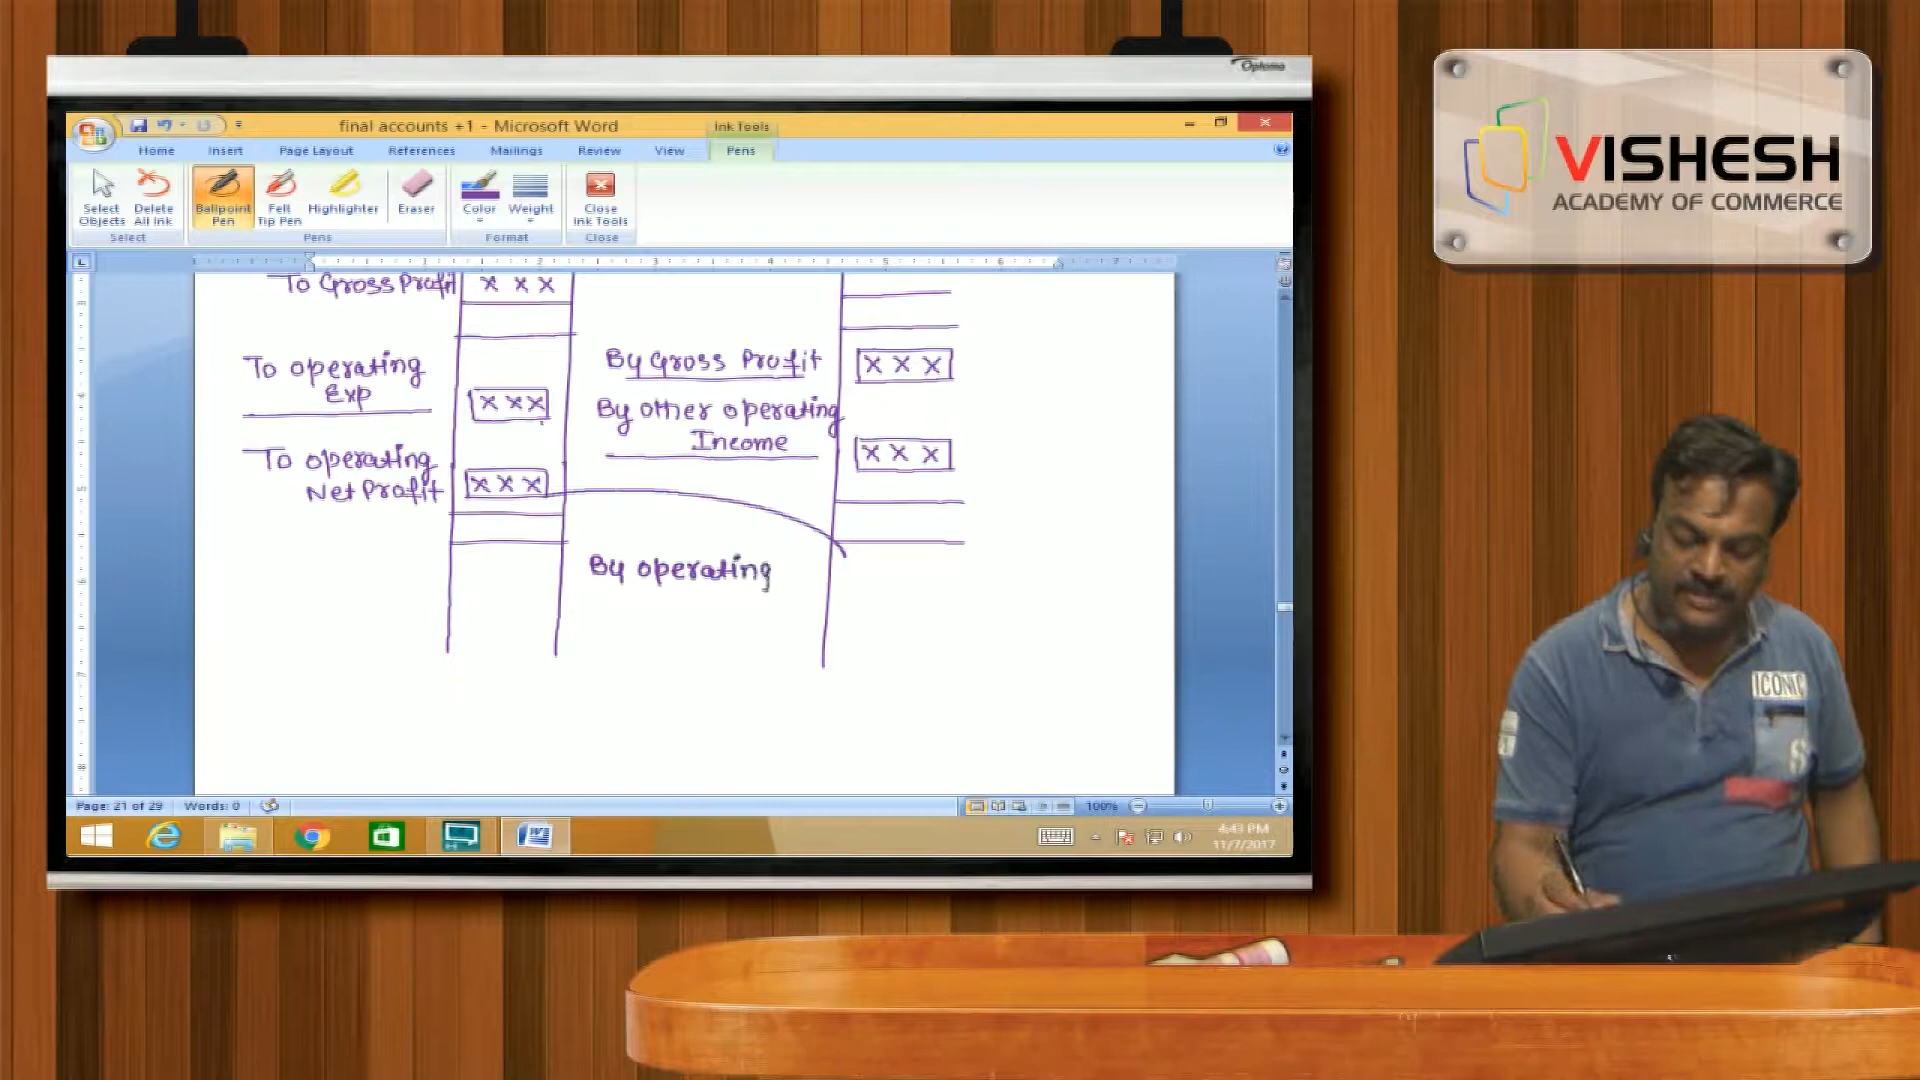 Optoma
final accounts +1 - Microsoft Word
Ink Tools
Home Insert Page Layout References Mailings Review View Pens
Select Objects
Delete All Ink
Ballpoint Pen
Felt Tip Pen
Highlighter
Eraser
Color
Weight
Close Ink Tools
Select Pens Format Close
To Gross Profit x x x
To operating
Exp
x x x
To operating
Net Profit
x x x
By Gross Profit x x x
By other operating
Income
x x x
By operating
Page: 21 of 29 Words: 0 100%
4:43 PM
11/7/2017
VISHESH
ACADEMY OF COMMERCE
ICONIC